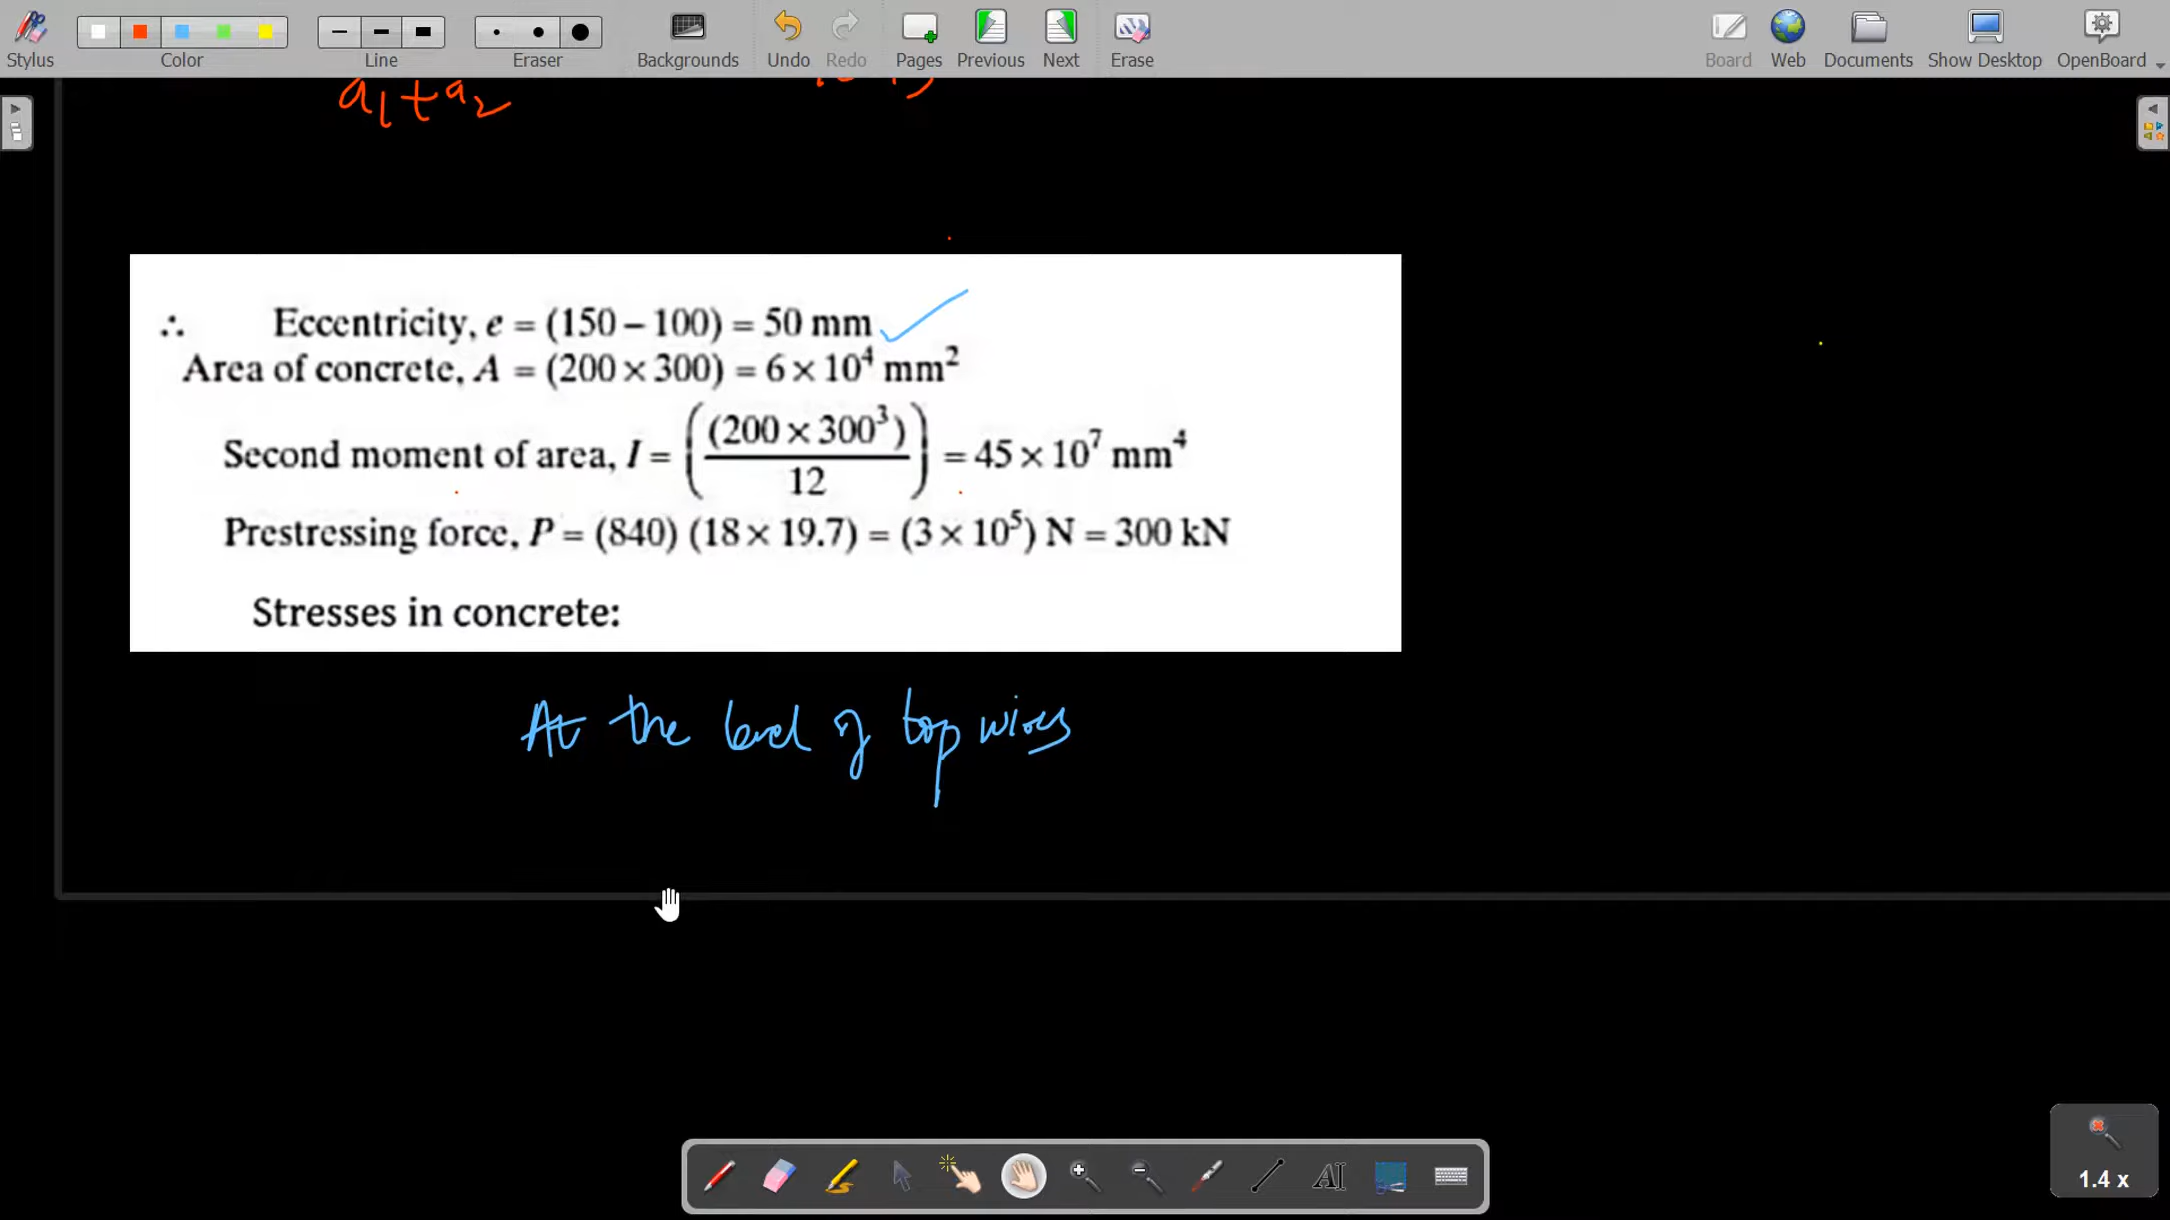 Stylus Color Line Eraser Backgrounds Undo Redo Pages Previous Next Erase Board Web Documents Show Desktop OpenBoard
a₁ + a₂
∴ Eccentricity, e = (150 – 100) = 50 mm ✓
Area of concrete, A = (200 × 300) = 6 × 10⁴ mm²
Second moment of area, I = ((200 × 300³) / 12) = 45 × 10⁷ mm⁴
Prestressing force, P = (840) (18 × 19.7) = (3 × 10⁵) N = 300 kN
Stresses in concrete:
At the level of top wires
AI
1.4 x